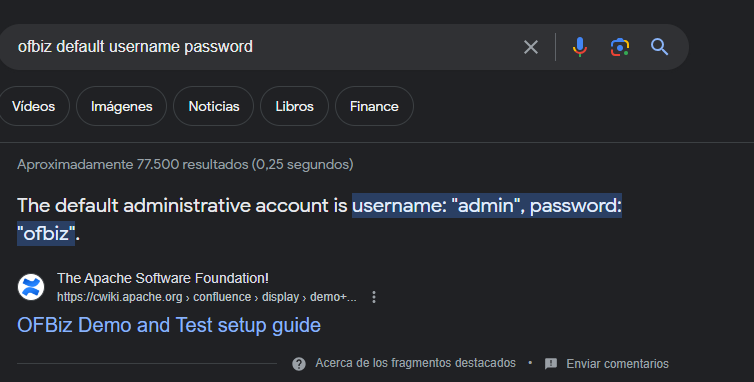 ofbiz default username password
Vídeos Imágenes Noticias Libros Finance
Aproximadamente 77.500 resultados (0,25 segundos)
The default administrative account is username: "admin", password:
"ofbiz".
The Apache Software Foundation!
https://cwiki.apache.org › confluence › display › demo+...
OFBiz Demo and Test setup guide
Acerca de los fragmentos destacados • Enviar comentarios